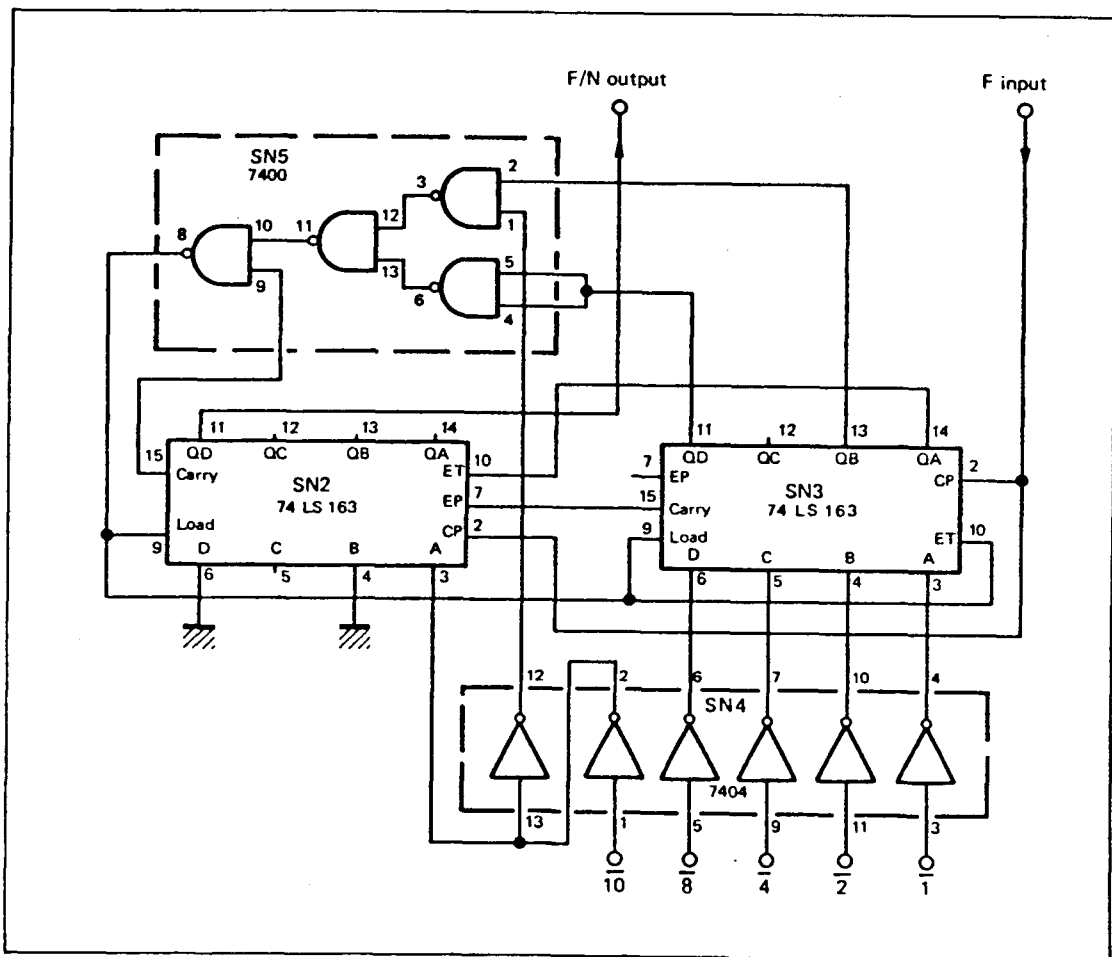 F/N output F input
SN5
7400
2
3
12
1
11
10
8
13
5
9
6
4
11 12 13 14
QD QC QB QA
15
Carry
ET 10
SN2
EP 7
74 LS 163
CP 2
Load
9
D C B A
6 5 4 3
11 12 13 14
QD QC QB QA
7
EP
CP 2
SN3
15
Carry
74 LS 163
9
Load
ET 10
D C B A
6 5 4 3
12 2 6 7 10 4
SN4
7404
13 1 5 9 11 3
1̅0̅ 8̅ 4̅ 2̅ 1̅